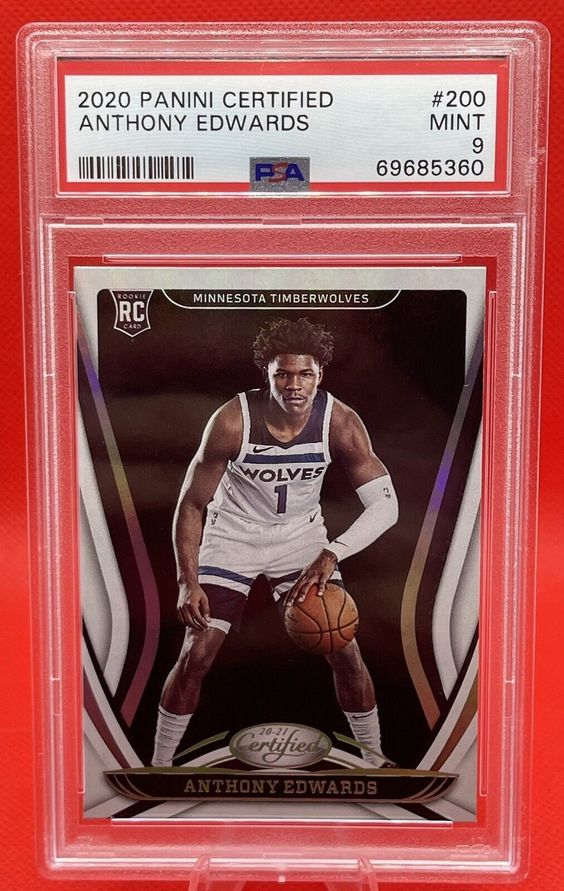 2020 PANINI CERTIFIED #200
ANTHONY EDWARDS MINT
9
PSA 69685360
ROOKIE
RC
CARD
MINNESOTA TIMBERWOLVES
WOLVES
1
20-21
Certified
ANTHONY EDWARDS